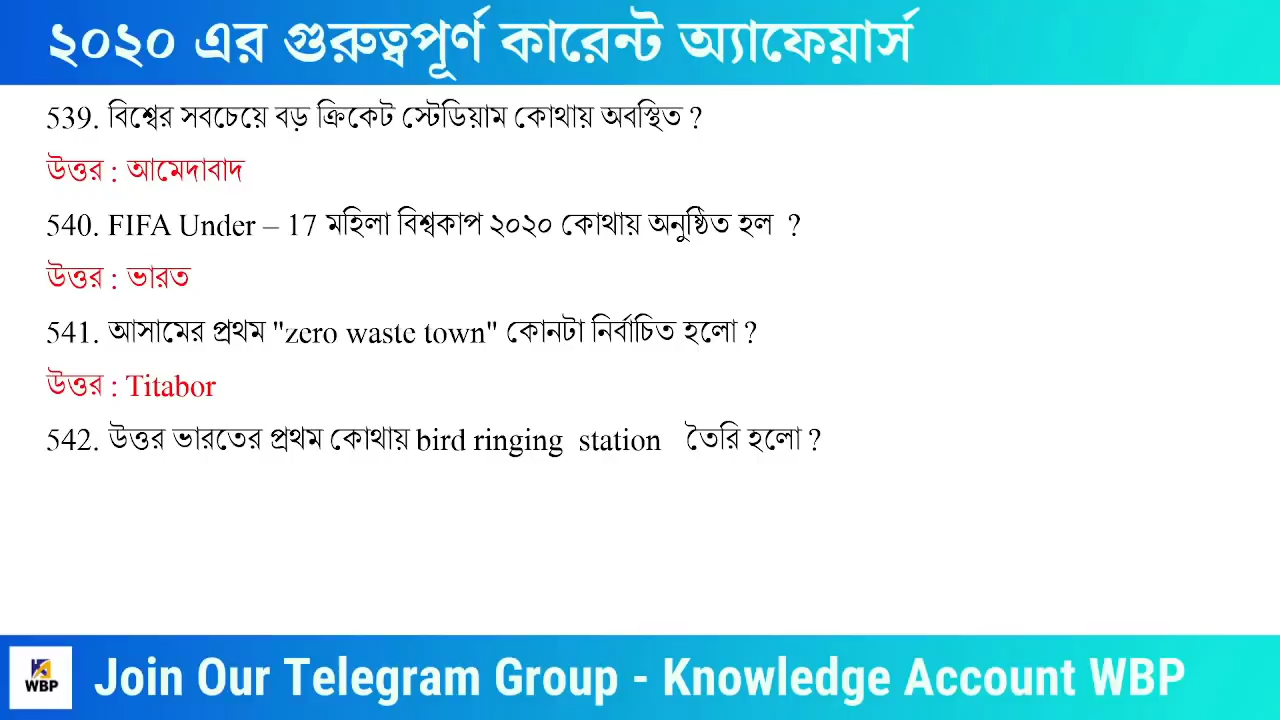 ২০২০ এর গুরুত্বপূর্ণ কারেন্ট অ্যাফেয়ার্স
539. বিশ্বের সবচেয়ে বড় ক্রিকেট স্টেডিয়াম কোথায় অবস্থিত ?
উত্তর : আমেদাবাদ
540. FIFA Under – 17 মহিলা বিশ্বকাপ ২০২০ কোথায় অনুষ্ঠিত হল ?
উত্তর : ভারত
541. আসামের প্রথম "zero waste town" কোনটা নির্বাচিত হলো ?
উত্তর : Titabor
542. উত্তর ভারতের প্রথম কোথায় bird ringing station তৈরি হলো ?
WBP
Join Our Telegram Group - Knowledge Account WBP